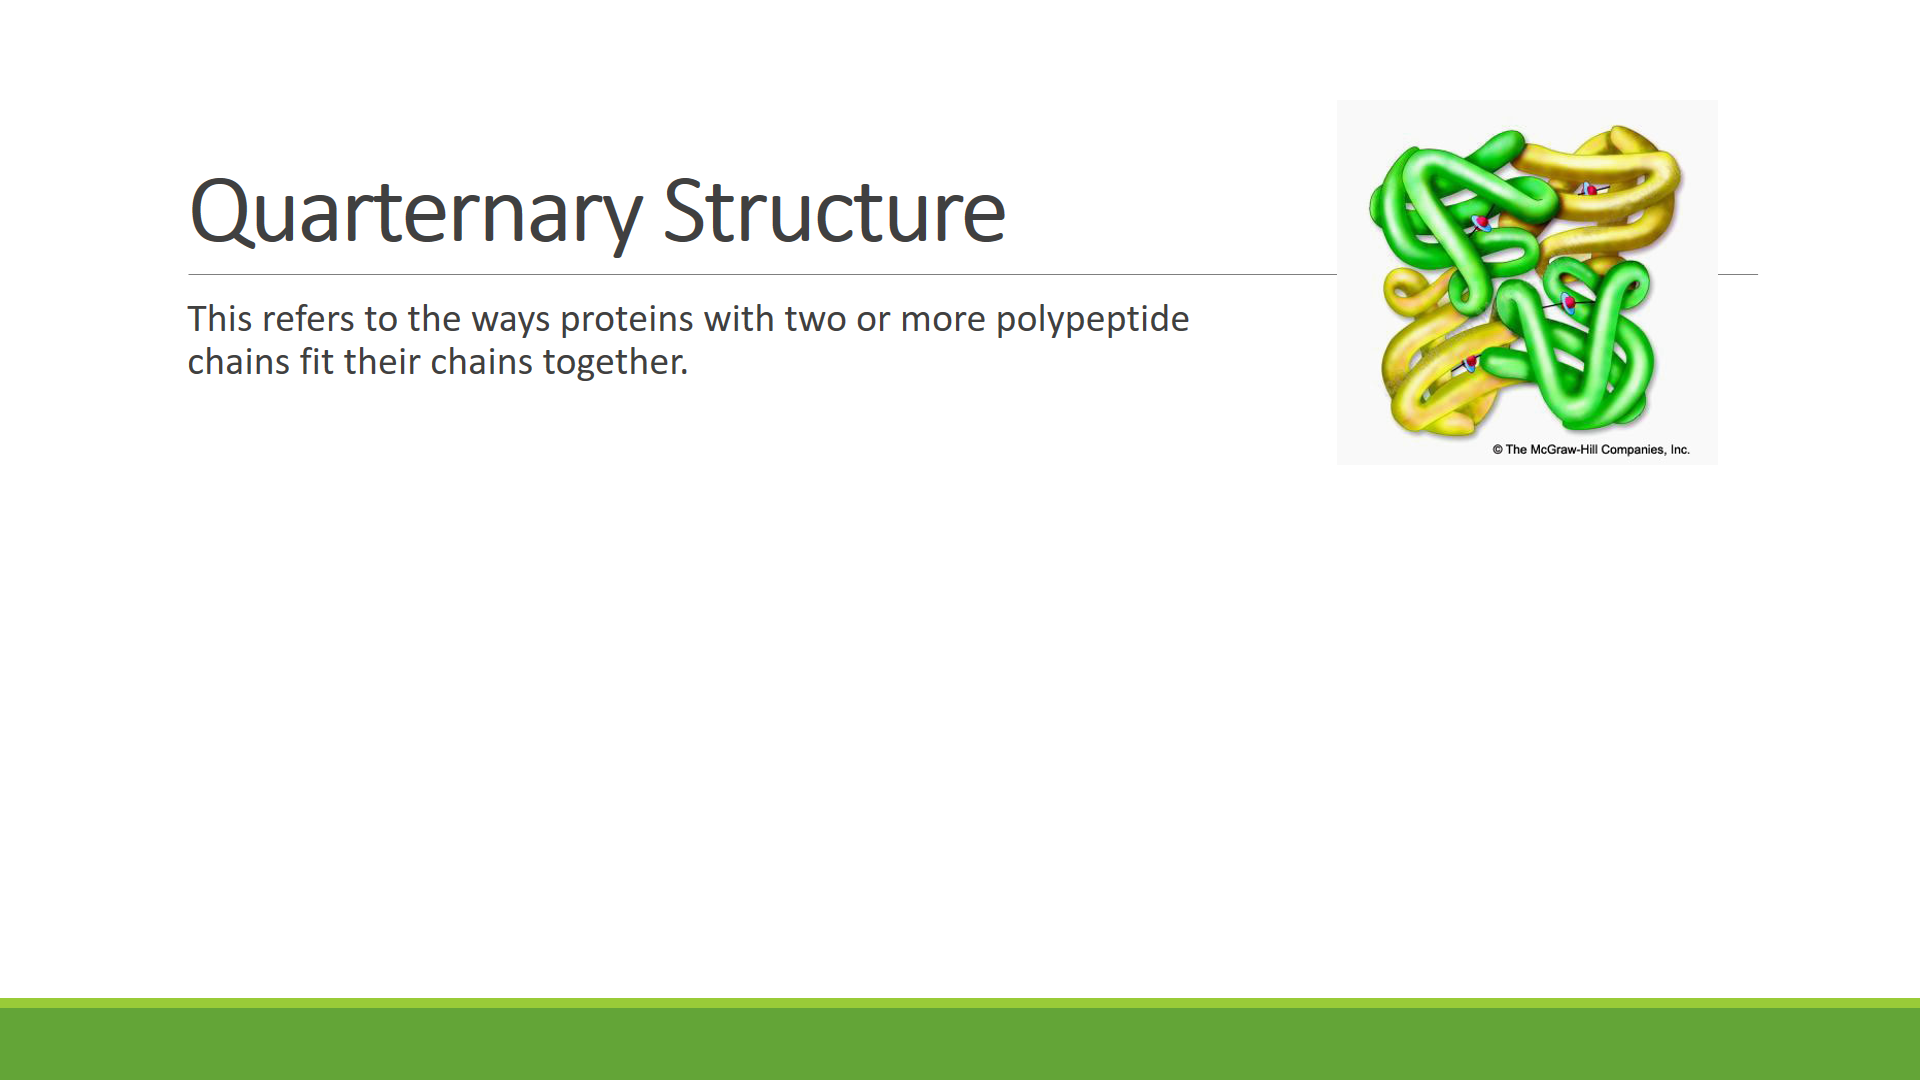 Quarternary Structure
This refers to the ways proteins with two or more polypeptide
chains fit their chains together.
© The McGraw-Hill Companies, Inc.